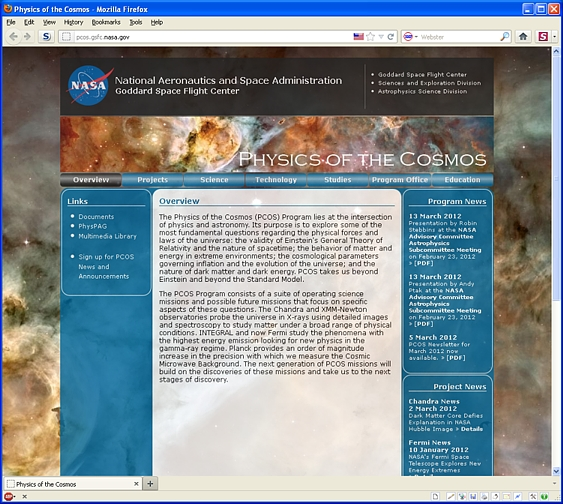 Physics of the Cosmos - Mozilla Firefox
File Edit View History Bookmarks Tools Help
pcos.gsfc.nasa.gov
Webster
NASA
National Aeronautics and Space Administration
Goddard Space Flight Center
Goddard Space Flight Center
Sciences and Exploration Division
Astrophysics Science Division
PHYSICS OF THE COSMOS
Overview Projects Science Technology Studies Program Office Education
Links
Documents
PhysPAG
Multimedia Library
Sign up for PCOS
News and
Announcements
Overview
The Physics of the Cosmos (PCOS) Program lies at the intersection
of physics and astronomy. Its purpose is to explore some of the
most fundamental questions regarding the physical forces and
laws of the universe: the validity of Einstein's General Theory of
Relativity and the nature of spacetime; the behavior of matter and
energy in extreme environments; the cosmological parameters
governing inflation and the evolution of the universe; and the
nature of dark matter and dark energy. PCOS takes us beyond
Einstein and beyond the Standard Model.
The PCOS Program consists of a suite of operating science
missions and possible future missions that focus on specific
aspects of these questions. The Chandra and XMM-Newton
observatories probe the universe in X-rays using detailed images
and spectroscopy to study matter under a broad range of physical
conditions. INTEGRAL and now Fermi study the phenomena with
the highest energy emission looking for new physics in the
gamma-ray regime. Planck provides an order of magnitude
increase in the precision with which we measure the Cosmic
Microwave Background. The next generation of PCOS missions will
build on the discoveries of these missions and take us to the next
stages of discovery.
Program News
13 March 2012
Presentation by Robin
Stebbins at the NASA
Advisory Committee
Astrophysics
Subcommittee Meeting
on February 23, 2012
» [PDF]
13 March 2012
Presentation by Andy
Ptak at the NASA
Advisory Committee
Astrophysics
Subcommittee Meeting
on February 23, 2012
» [PDF]
5 March 2012
PCOS Newsletter for
March 2012 now
available. » [PDF]
Project News
Chandra News
2 March 2012
Dark Matter Core Defies
Explanation in NASA
Hubble Image » Details
Fermi News
10 January 2012
NASA's Fermi Space
Telescope Explores New
Energy Extremes
Physics of the Cosmos